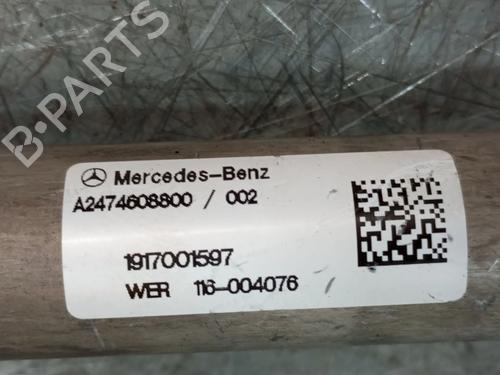 B-PARTS
Mercedes-Benz
A2474608800 / 002
1917001597
WER 116-004076